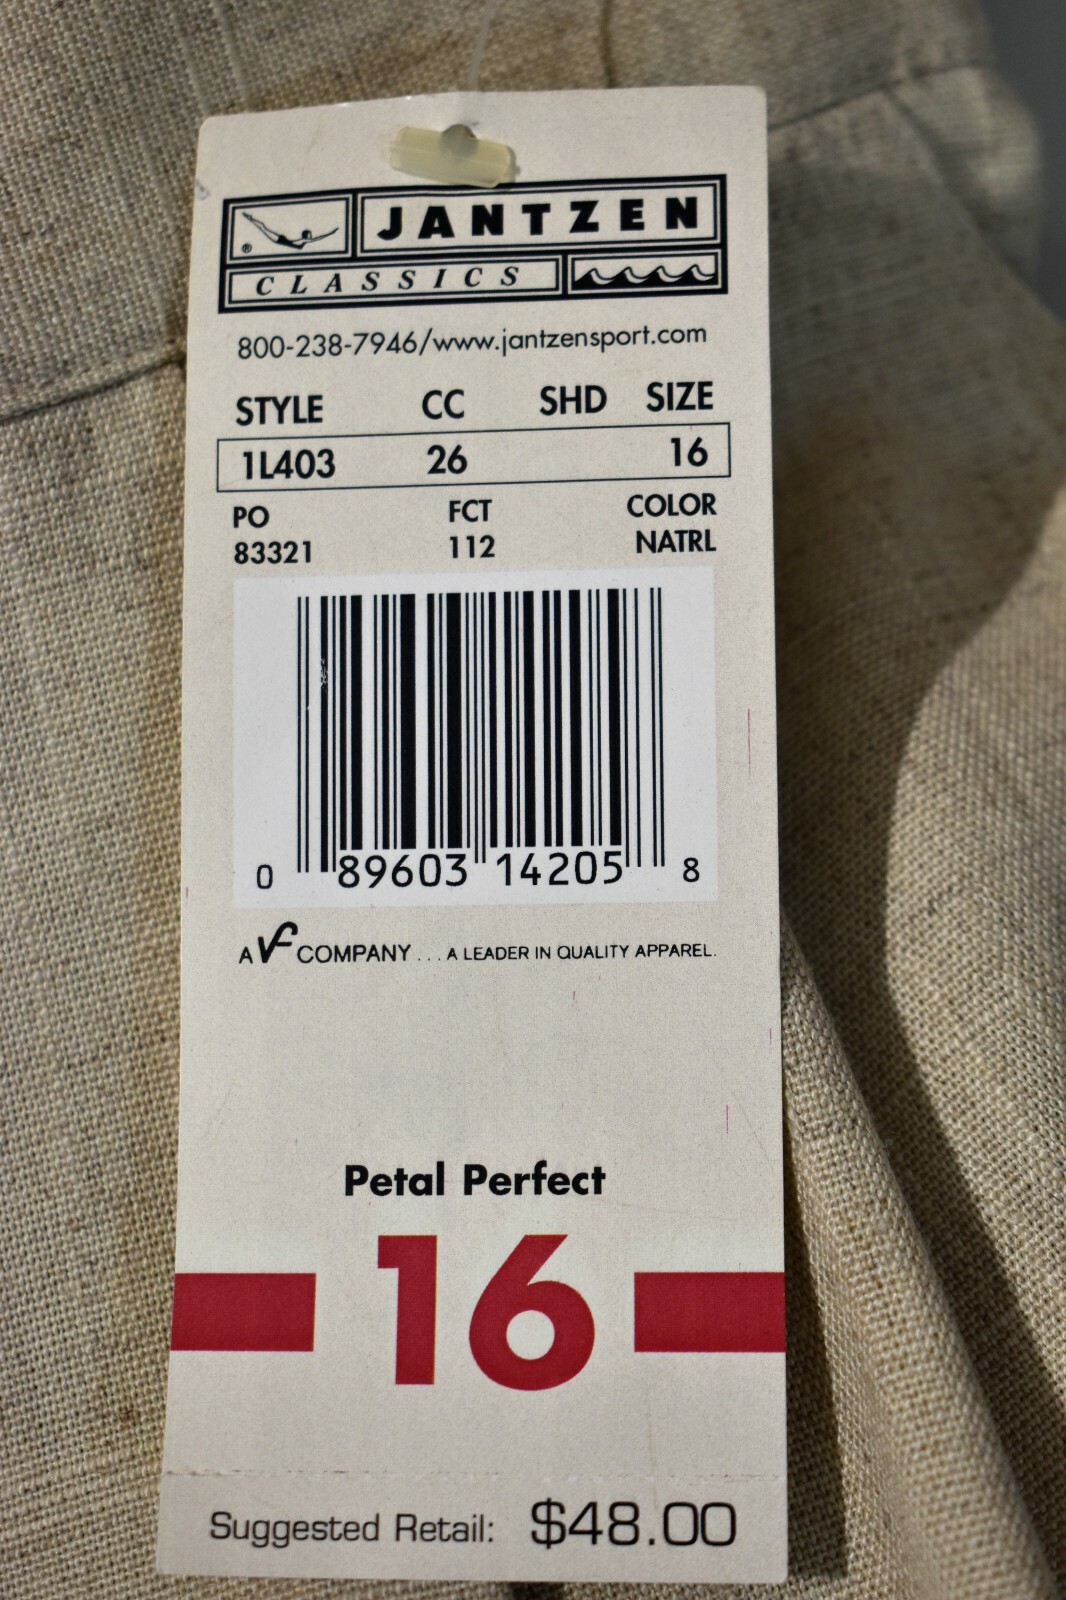 ®
JANTZEN
CLASSICS
800-238-7946/www.jantzensport.com
STYLE CC SHD SIZE
1L403 26 16
PO FCT COLOR
83321 112 NATRL
0 89603 14205 8
A VF COMPANY . . . A LEADER IN QUALITY APPAREL.
Petal Perfect
16
Suggested Retail: $48.00